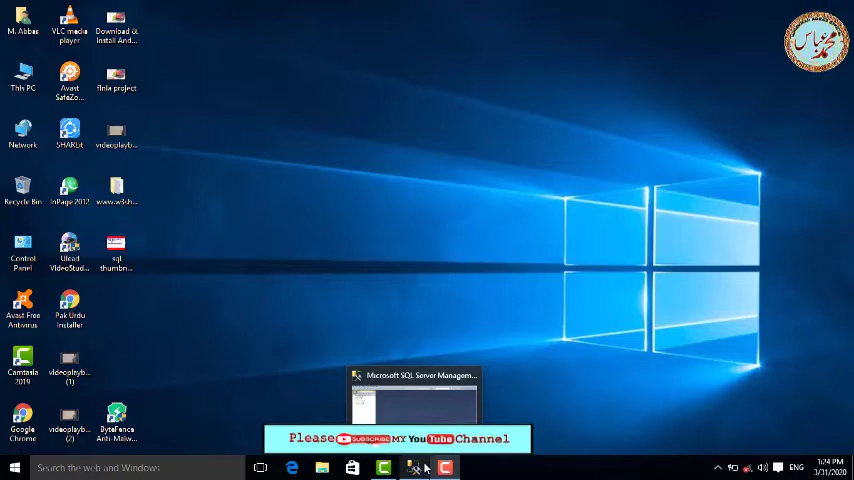 M. Abbas
VLC media
player
Download &
Install And...
This PC
Avast
SafeZo...
finla project
Network
SHAREit
videoplayb...
Recycle Bin
InPage 2012
www.w3sh...
Control
Panel
Ulead
VideoStud...
sql
thumbn...
Avast Free
Antivirus
Pak Urdu
Installer
Camtasia
2019
videoplayb...
(1)
Google
Chrome
videoplayb...
(2)
ByteFence
Anti-Malw...
محمد عباس
Microsoft SQL Server Managem...
Please SUBSCRIBE MY YouTube Channel
Search the web and Windows
ENG
1:24 PM
3/31/2020